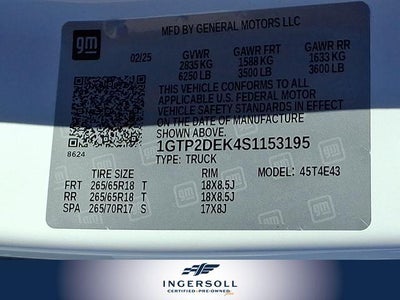 gm
MFD BY GENERAL MOTORS LLC
02/25 GVWR GAWR FRT GAWR RR
2835 KG 1588 KG 1633 KG
6250 LB 3500 LB 3600 LB
THIS VEHICLE CONFORMS TO ALL
APPLICABLE U.S. FEDERAL MOTOR
VEHICLE SAFETY STANDARDS
IN EFFECT ON THE DATE OF
MANUFACTURE SHOWN ABOVE.
8624
1GTP2DEK4S1153195
TYPE: TRUCK MODEL: 45T4E43
TIRE SIZE RIM
FRT 265/65R18 T 18X8.5J
RR 265/65R18 T 18X8.5J
SPA 265/70R17 S 17X8J
INGERSOLL
CERTIFIED PRE-OWNED